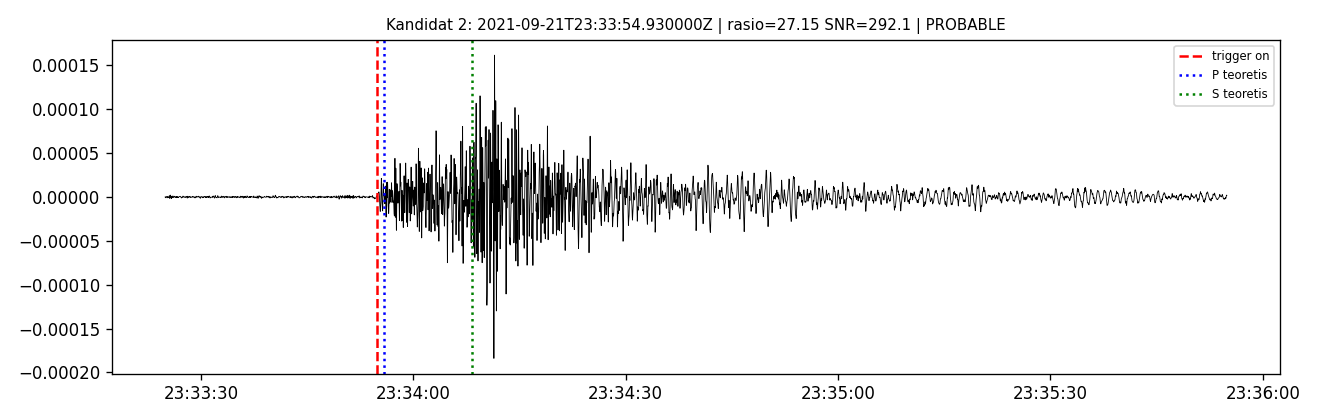 Kandidat 2: 2021-09-21T23:33:54.930000Z | rasio=27.15 SNR=292.1 | PROBABLE
trigger on
P teoretis
S teoretis
0.00015
0.00010
0.00005
0.00000
−0.00005
−0.00010
−0.00015
−0.00020
23:33:30 23:34:00 23:34:30 23:35:00 23:35:30 23:36:00